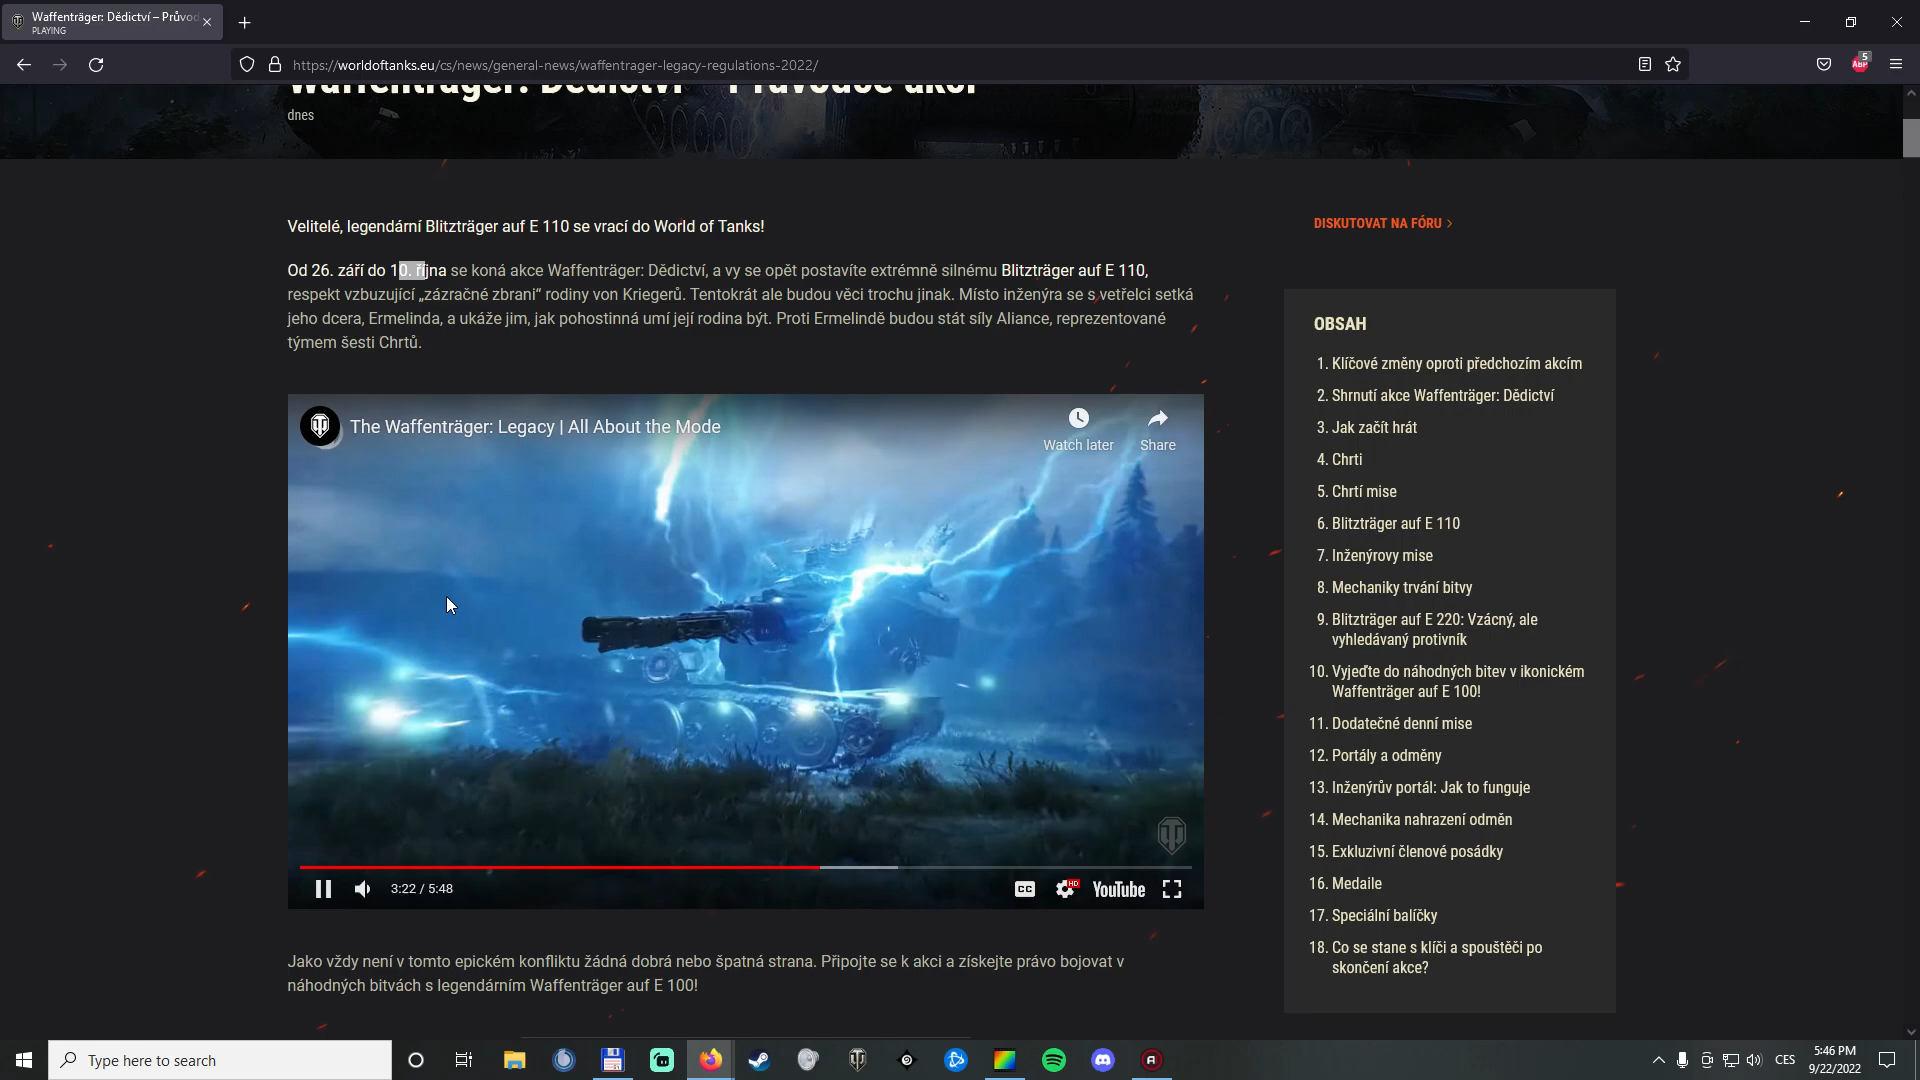 Waffenträger: Dědictví – Průvod
PLAYING
https://worldoftanks.eu/cs/news/general-news/waffentrager-legacy-regulations-2022/
5
ABP
Waffenträger: Dědictví – Průvodce akcí
dnes
Velitelé, legendární Blitzträger auf E 110 se vrací do World of Tanks!
Od 26. září do 10. října se koná akce Waffenträger: Dědictví, a vy se opět postavíte extrémně silnému Blitzträger auf E 110,
respekt vzbuzující „zázračné zbrani“ rodiny von Kriegerů. Tentokrát ale budou věci trochu jinak. Místo inženýra se s vetřelci setká
jeho dcera, Ermelinda, a ukáže jim, jak pohostinná umí její rodina být. Proti Ermelindě budou stát síly Aliance, reprezentované
týmem šesti Chrtů.
The Waffenträger: Legacy | All About the Mode
Watch later
Share
3:22 / 5:48
CC
HD
YouTube
Jako vždy není v tomto epickém konfliktu žádná dobrá nebo špatná strana. Připojte se k akci a získejte právo bojovat v
náhodných bitvách s legendárním Waffenträger auf E 100!
DISKUTOVAT NA FÓRU
OBSAH
1. Klíčové změny oproti předchozím akcím
2. Shrnutí akce Waffenträger: Dědictví
3. Jak začít hrát
4. Chrti
5. Chrtí mise
6. Blitzträger auf E 110
7. Inženýrovy mise
8. Mechaniky trvání bitvy
9. Blitzträger auf E 220: Vzácný, ale
vyhledávaný protivník
10. Vyjeďte do náhodných bitev v ikonickém
Waffenträger auf E 100!
11. Dodatečné denní mise
12. Portály a odměny
13. Inženýrův portál: Jak to funguje
14. Mechanika nahrazení odměn
15. Exkluzivní členové posádky
16. Medaile
17. Speciální balíčky
18. Co se stane s klíči a spouštěči po
skončení akce?
Type here to search
CES
5:46 PM
9/22/2022